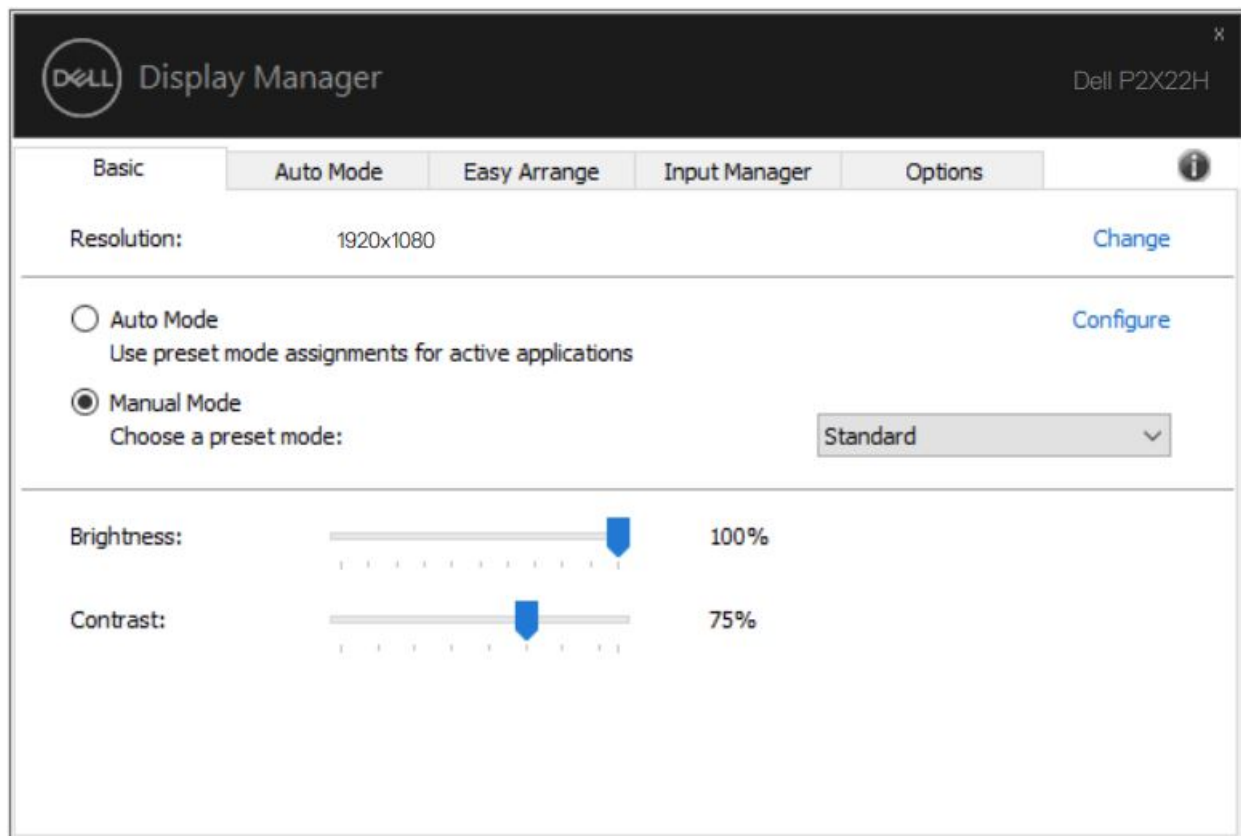 x
DELL Display Manager Dell P2X22H
Basic Auto Mode Easy Arrange Input Manager Options
Resolution: 1920x1080 Change
Auto Mode Configure
Use preset mode assignments for active applications
Manual Mode
Choose a preset mode: Standard
Brightness: 100%
Contrast: 75%